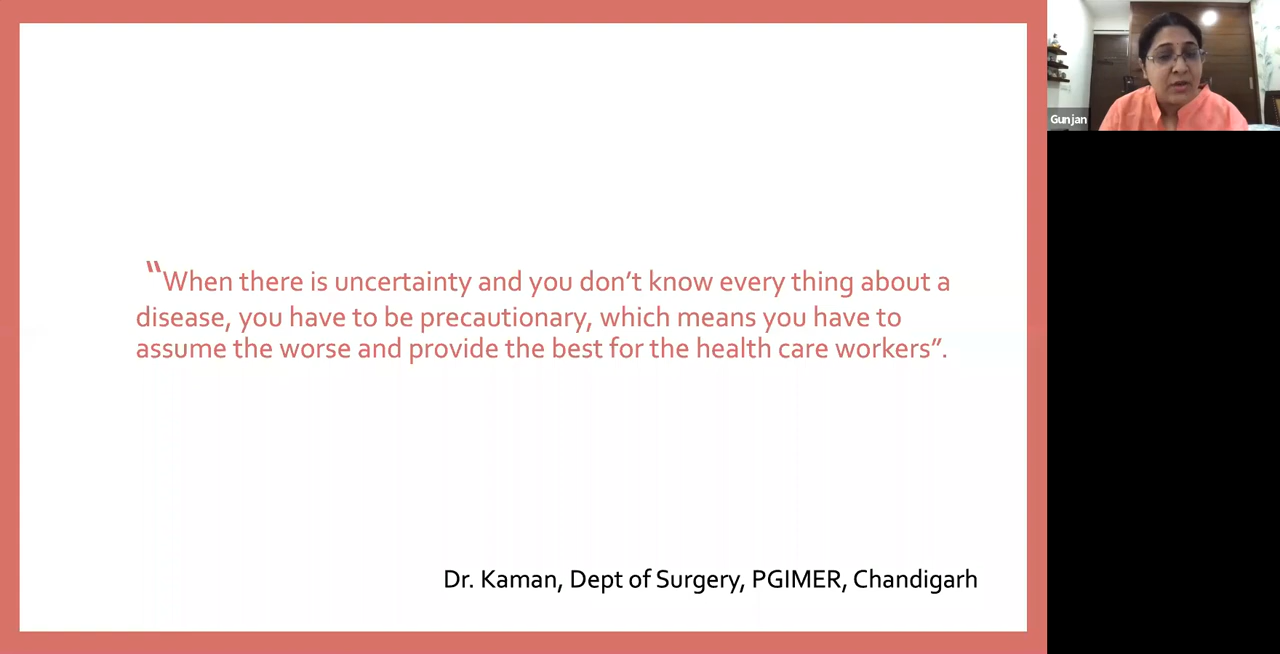 “When there is uncertainty and you don’t know every thing about a
disease, you have to be precautionary, which means you have to
assume the worse and provide the best for the health care workers”.
Dr. Kaman, Dept of Surgery, PGIMER, Chandigarh
Gunjan